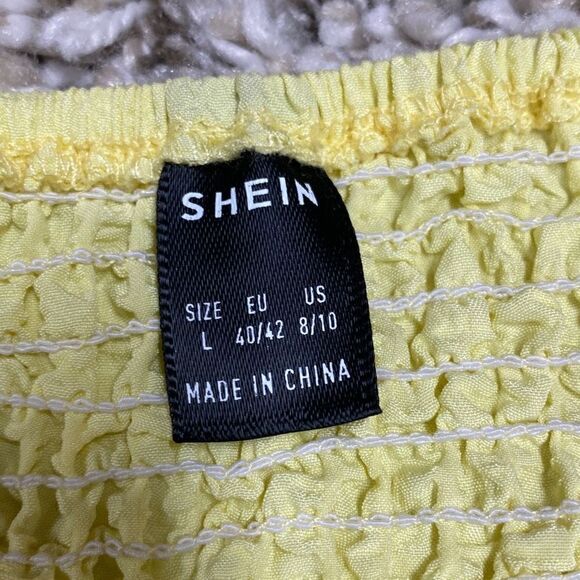 SHEIN
SIZE EU US
L 40/42 8/10
MADE IN CHINA